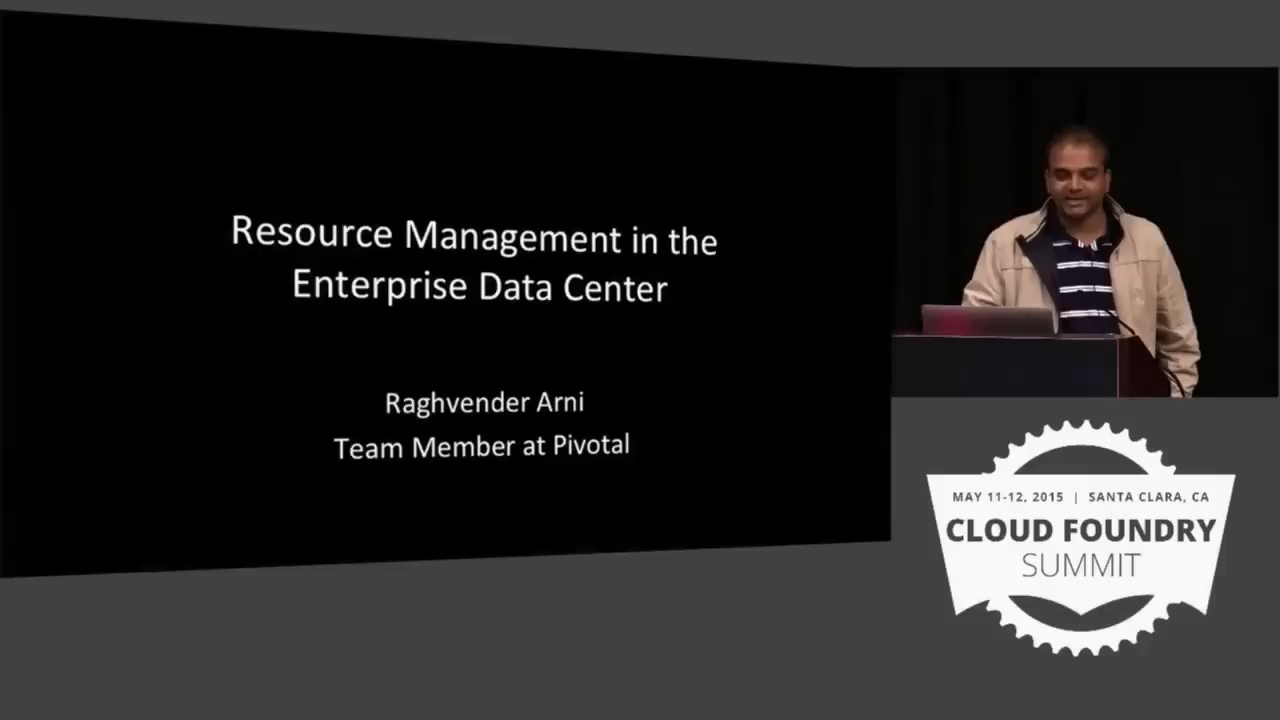 Resource Management in the
Enterprise Data Center
Raghvender Arni
Team Member at Pivotal
MAY 11-12, 2015 | SANTA CLARA, CA
CLOUD FOUNDRY
SUMMIT